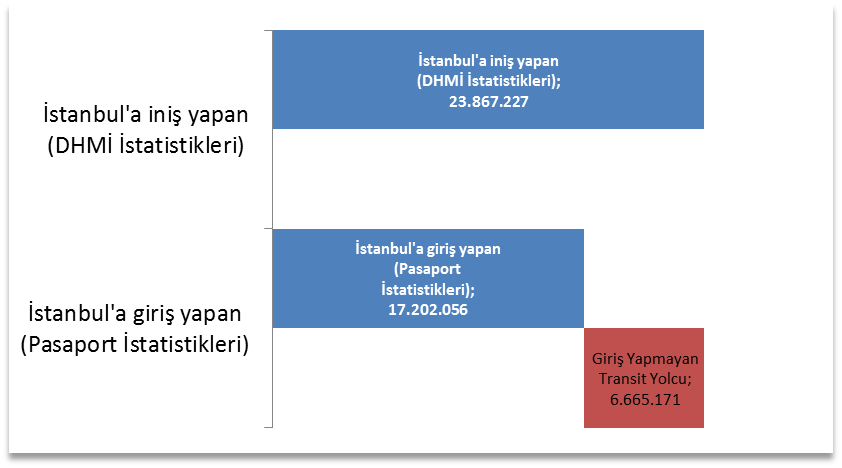 İstanbul'a iniş yapan
(DHMİ İstatistikleri)
İstanbul'a iniş yapan
(DHMİ İstatistikleri);
23.867.227
İstanbul'a giriş yapan
(Pasaport İstatistikleri)
İstanbul'a giriş yapan
(Pasaport
İstatistikleri);
17.202.056
Giriş Yapmayan
Transit Yolcu;
6.665.171